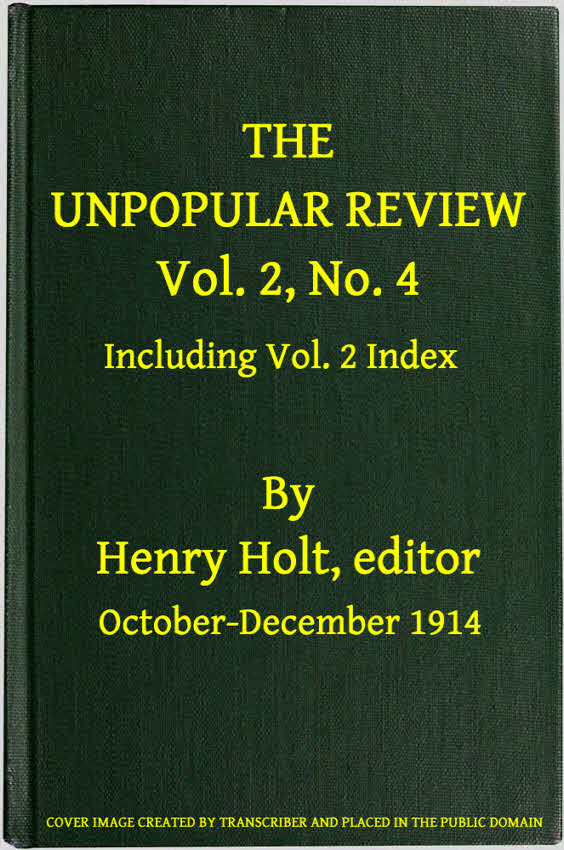 THE
UNPOPULAR REVIEW
Vol. 2, No. 4
Including Vol. 2 Index
By
Henry Holt, editor
October-December 1914
COVER IMAGE CREATED BY TRANSCRIBER AND PLACED IN THE PUBLIC DOMAIN